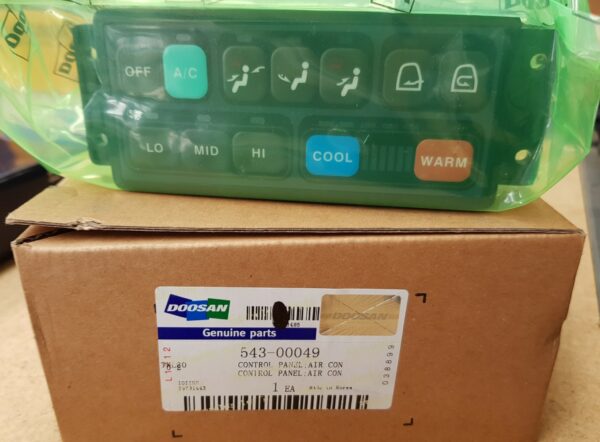 OFF A/C
LO MID HI COOL WARM
DOOSAN
Genuine parts
DOOSAN
543-00049
CONTROL PANEL;AIR CON
CONTROL PANEL;AIR CON
1 EA
038899